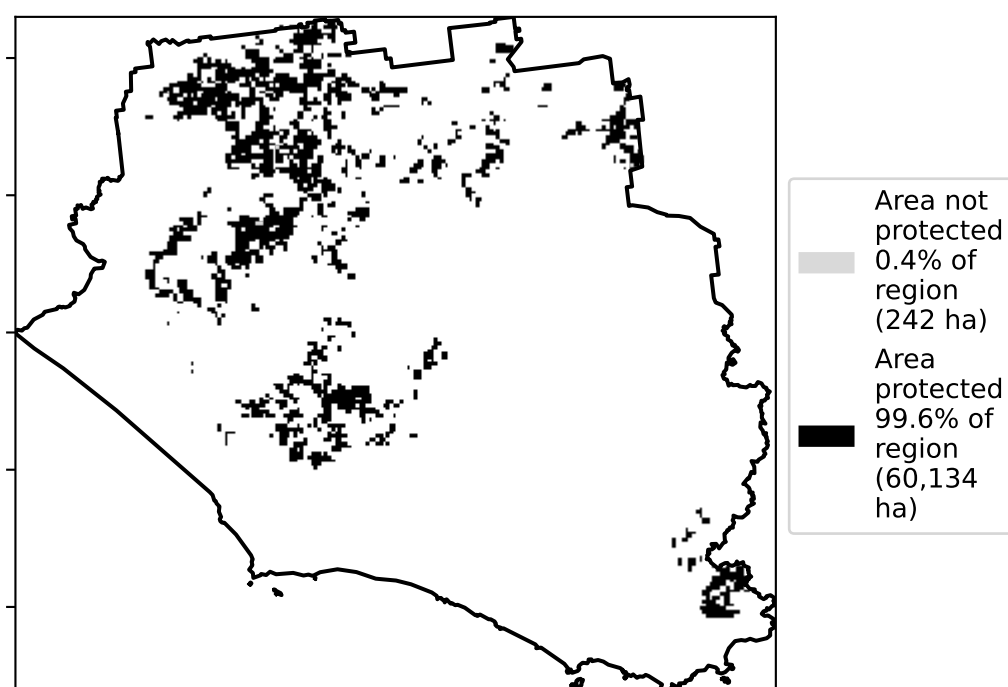 Area not
protected
0.4% of
region
(242 ha)
Area
protected
99.6% of
region
(60,134
ha)